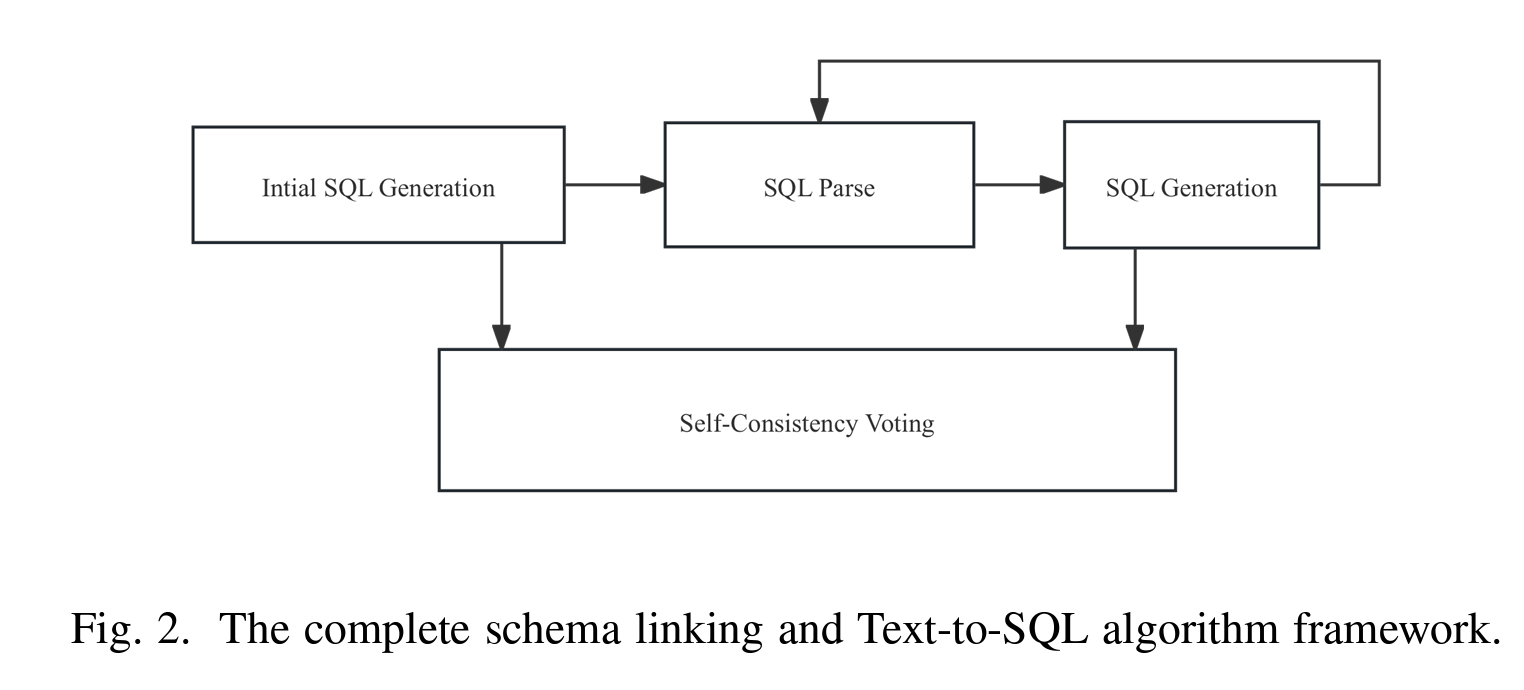 Intial SQL Generation
SQL Parse
SQL Generation
Self-Consistency Voting
Fig. 2. The complete schema linking and Text-to-SQL algorithm framework.